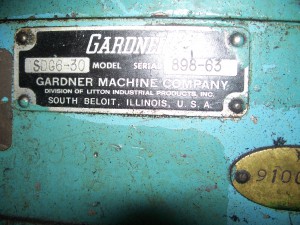 GARDNER
SDG6-30 MODEL SERIAL 898-63
GARDNER MACHINE COMPANY
DIVISION OF LITTON INDUSTRIAL PRODUCTS, INC.
SOUTH BELOIT, ILLINOIS, U.S.A.
9100